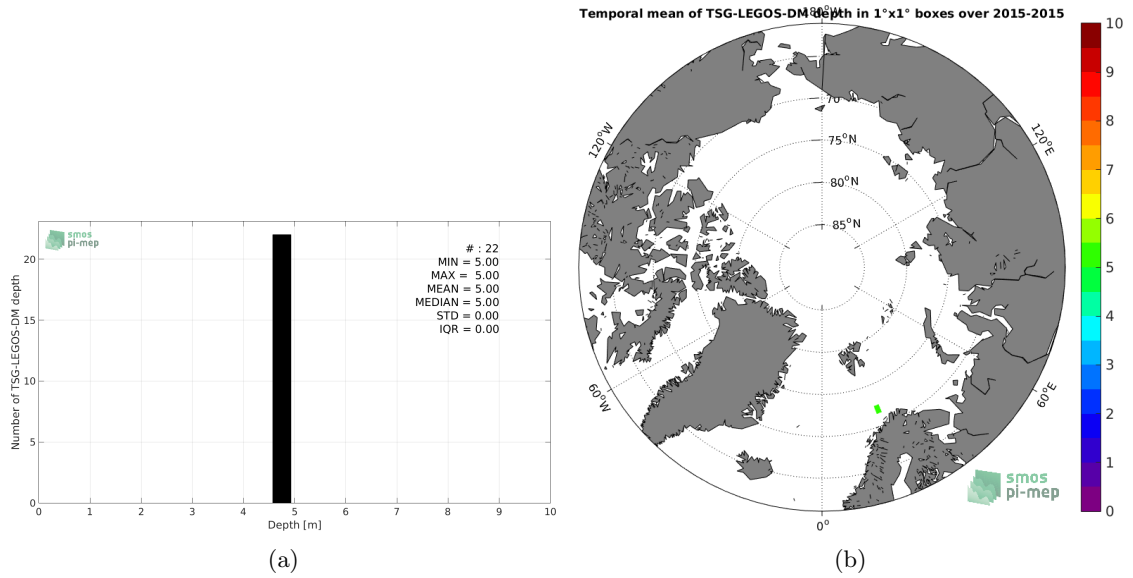 smos
pi-mep
# : 22
MIN = 5.00
MAX = 5.00
MEAN = 5.00
MEDIAN = 5.00
STD = 0.00
IQR = 0.00
Number of TSG-LEGOS-DM depth
20
15
10
5
0
0 1 2 3 4 5 6 7 8 9 10
Depth [m]
(a)
Temporal mean of TSG-LEGOS-DM depth in 1°x1° boxes over 2015-2015
180°W
120°W
120°E
70°N
75°N
80°N
85°N
60°W
60°E
0°
smos
pi-mep
10
9
8
7
6
5
4
3
2
1
0
(b)